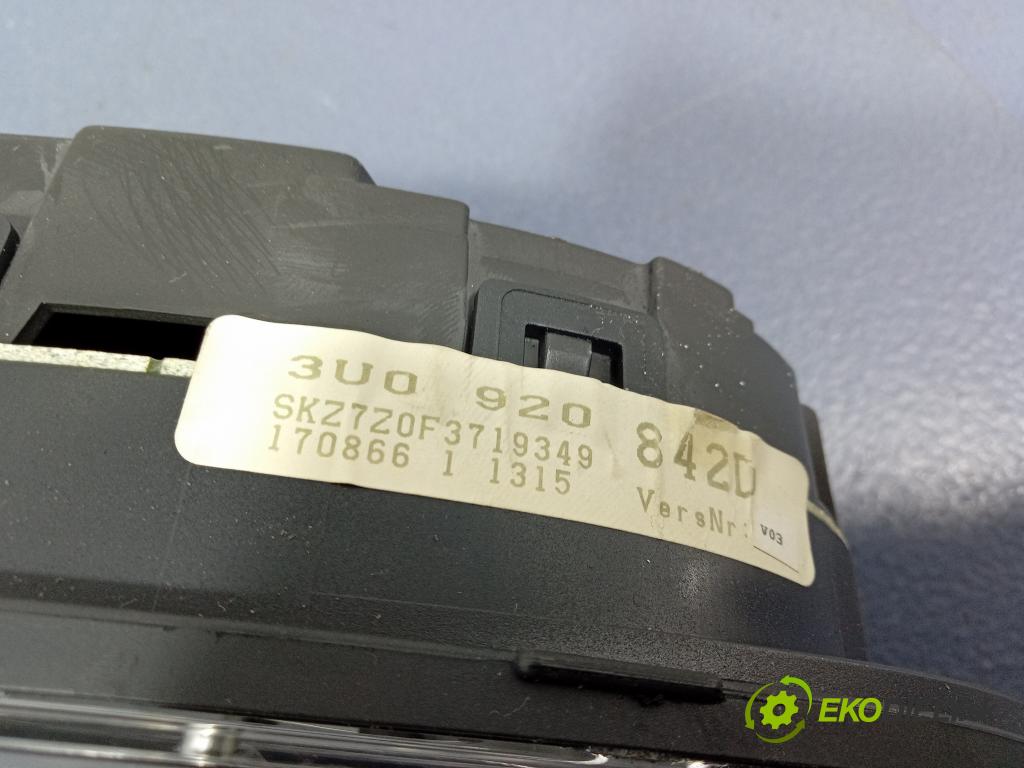 3U0 920 842D
SKZ7Z0F3719349
170866 1 1315
VersNr: V03
EKO